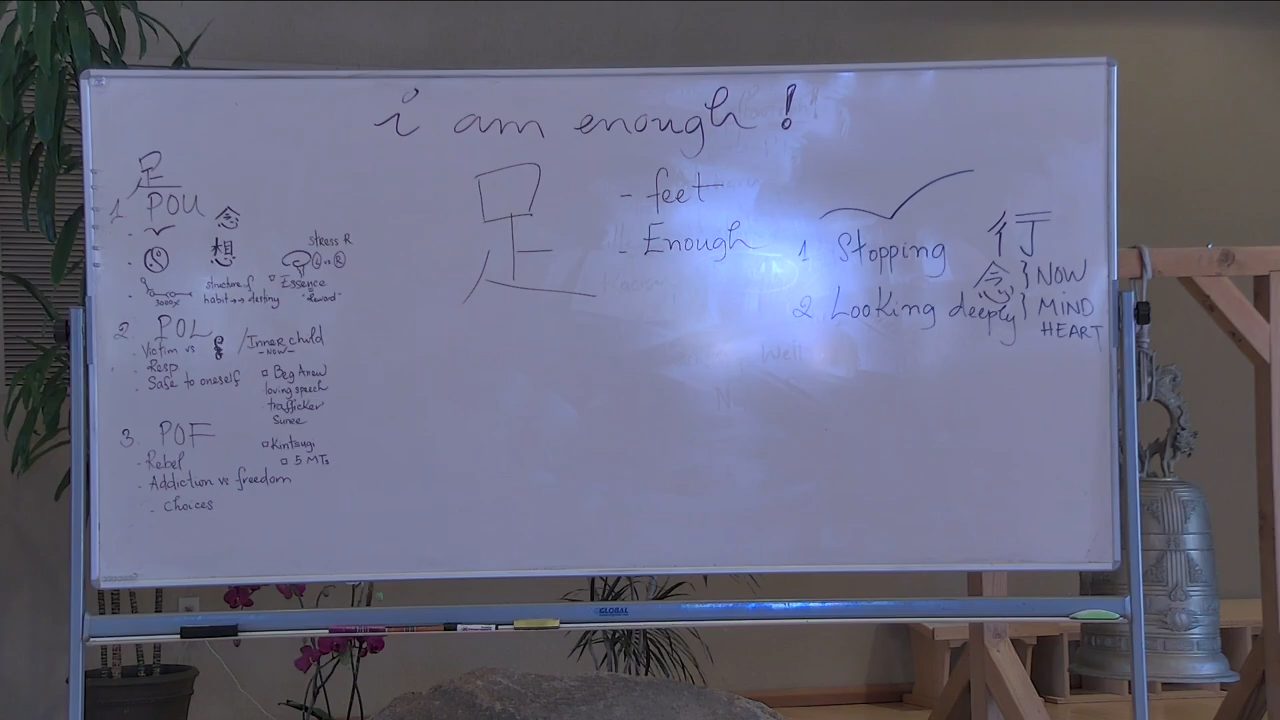 i am enough!
足
1 POU 念
想
stress R
3000x
structure of
habit → destiny
Essence
"Reward"
2 POL
. Victim vs
/Inner child
- NOW -
. Resp
. Safe to oneself
Beg Anew
loving speech
trafficker
3. POF
Kintsugi
5 MTs
. Rebel
. Addiction vs freedom
. Choices
足
- feet
- Enough
1 Stopping
行
念 } NOW
2 Looking deeply } MIND
HEART
GLOBAL